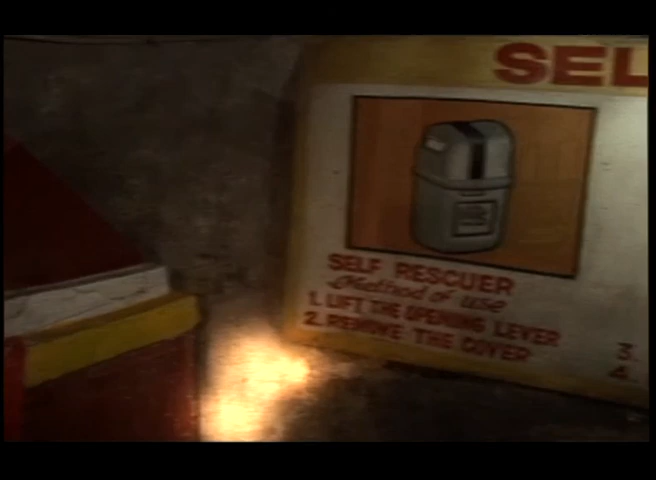 SEL
SELF RESCUER
Method of use
1. LIFT THE OPENING LEVER
2. REMOVE THE COVER
3.
4.